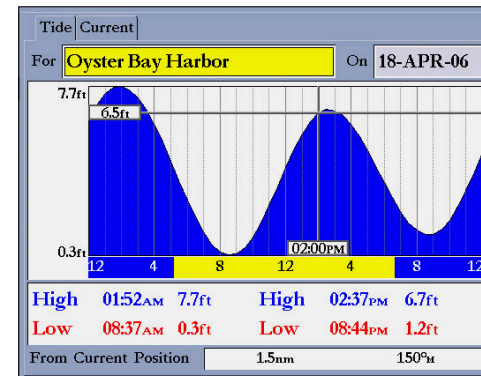 Tide Current
For Oyster Bay Harbor On 18-APR-06
7.7ft
6.5ft
0.3ft
02:00PM
12 4 8 12 4 8 12
High 01:52AM 7.7ft High 02:37PM 6.7ft
Low 08:37AM 0.3ft Low 08:44PM 1.2ft
From Current Position 1.5nm 150°M